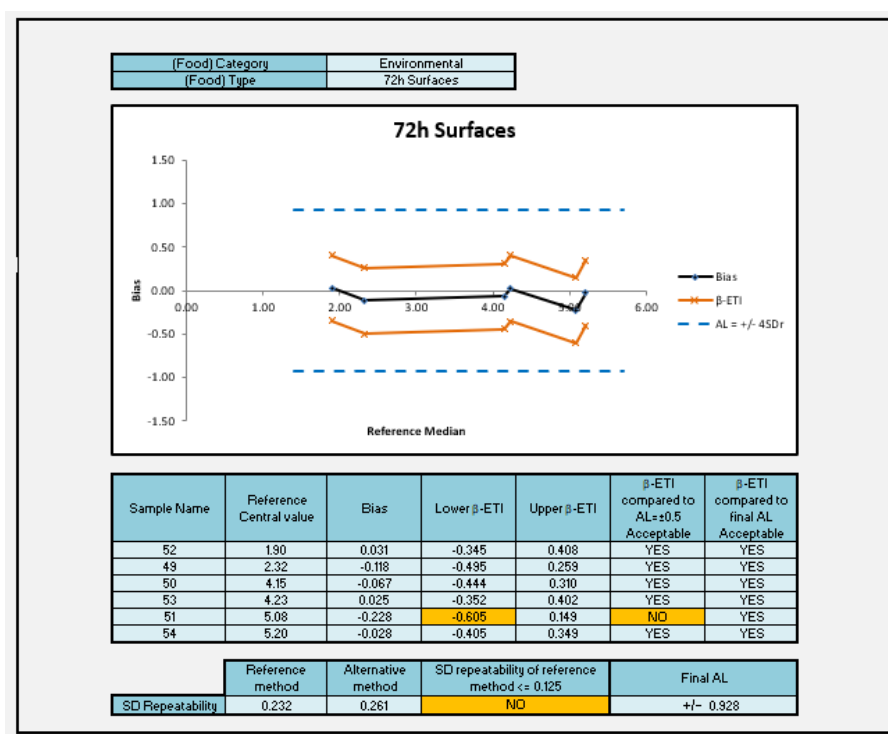 (Food) Category Environmental
(Food) Type 72h Surfaces
72h Surfaces
1.50
1.00
0.50
0.00
-0.50
-1.00
-1.50
0.00 1.00 2.00 3.00 4.00 5.00 6.00
Bias
Reference Median
Bias
β-ETI
AL = +/- 4SDr
Sample Name Reference Central value Bias Lower β-ETI Upper β-ETI β-ETI compared to AL=±0.5 Acceptable β-ETI compared to final AL Acceptable
52 1.90 0.031 -0.345 0.408 YES YES
49 2.32 -0.118 -0.495 0.259 YES YES
50 4.15 -0.067 -0.444 0.310 YES YES
53 4.23 0.025 -0.352 0.402 YES YES
51 5.08 -0.228 -0.605 0.149 NO YES
54 5.20 -0.028 -0.405 0.349 YES YES
Reference method Alternative method SD repeatability of reference method <= 0.125 Final AL
SD Repeatability 0.232 0.261 NO +/- 0.928